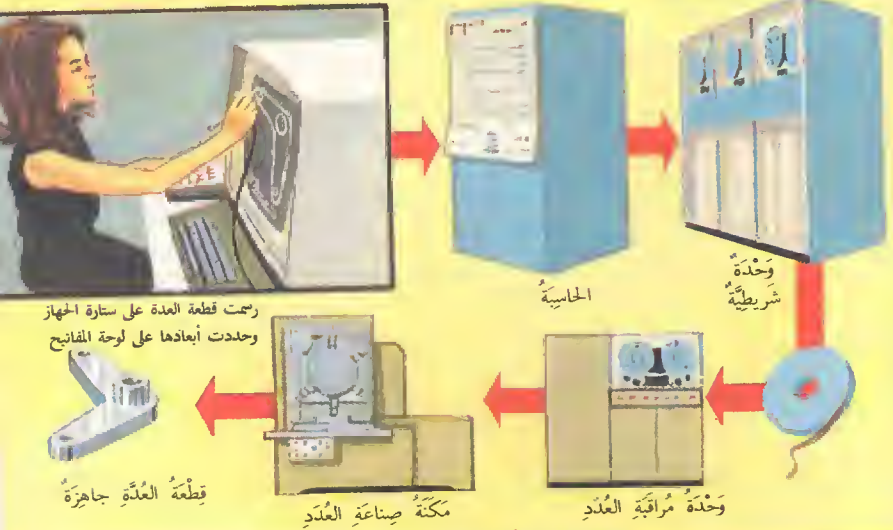 رسمت قطعة العدة على ستارة الجهاز
وحددت أبعادها على لوحة المفاتيح
الحاسِبَةُ
وَحْدَةٌ
شَرِيطِيَّةٌ
وَحْدَةُ مُراقَبَةِ العُدَدِ
مَكَنَةُ صِناعَةِ العُدَدِ
قِطْعَةُ العُدَّةِ جاهِزَةٌ